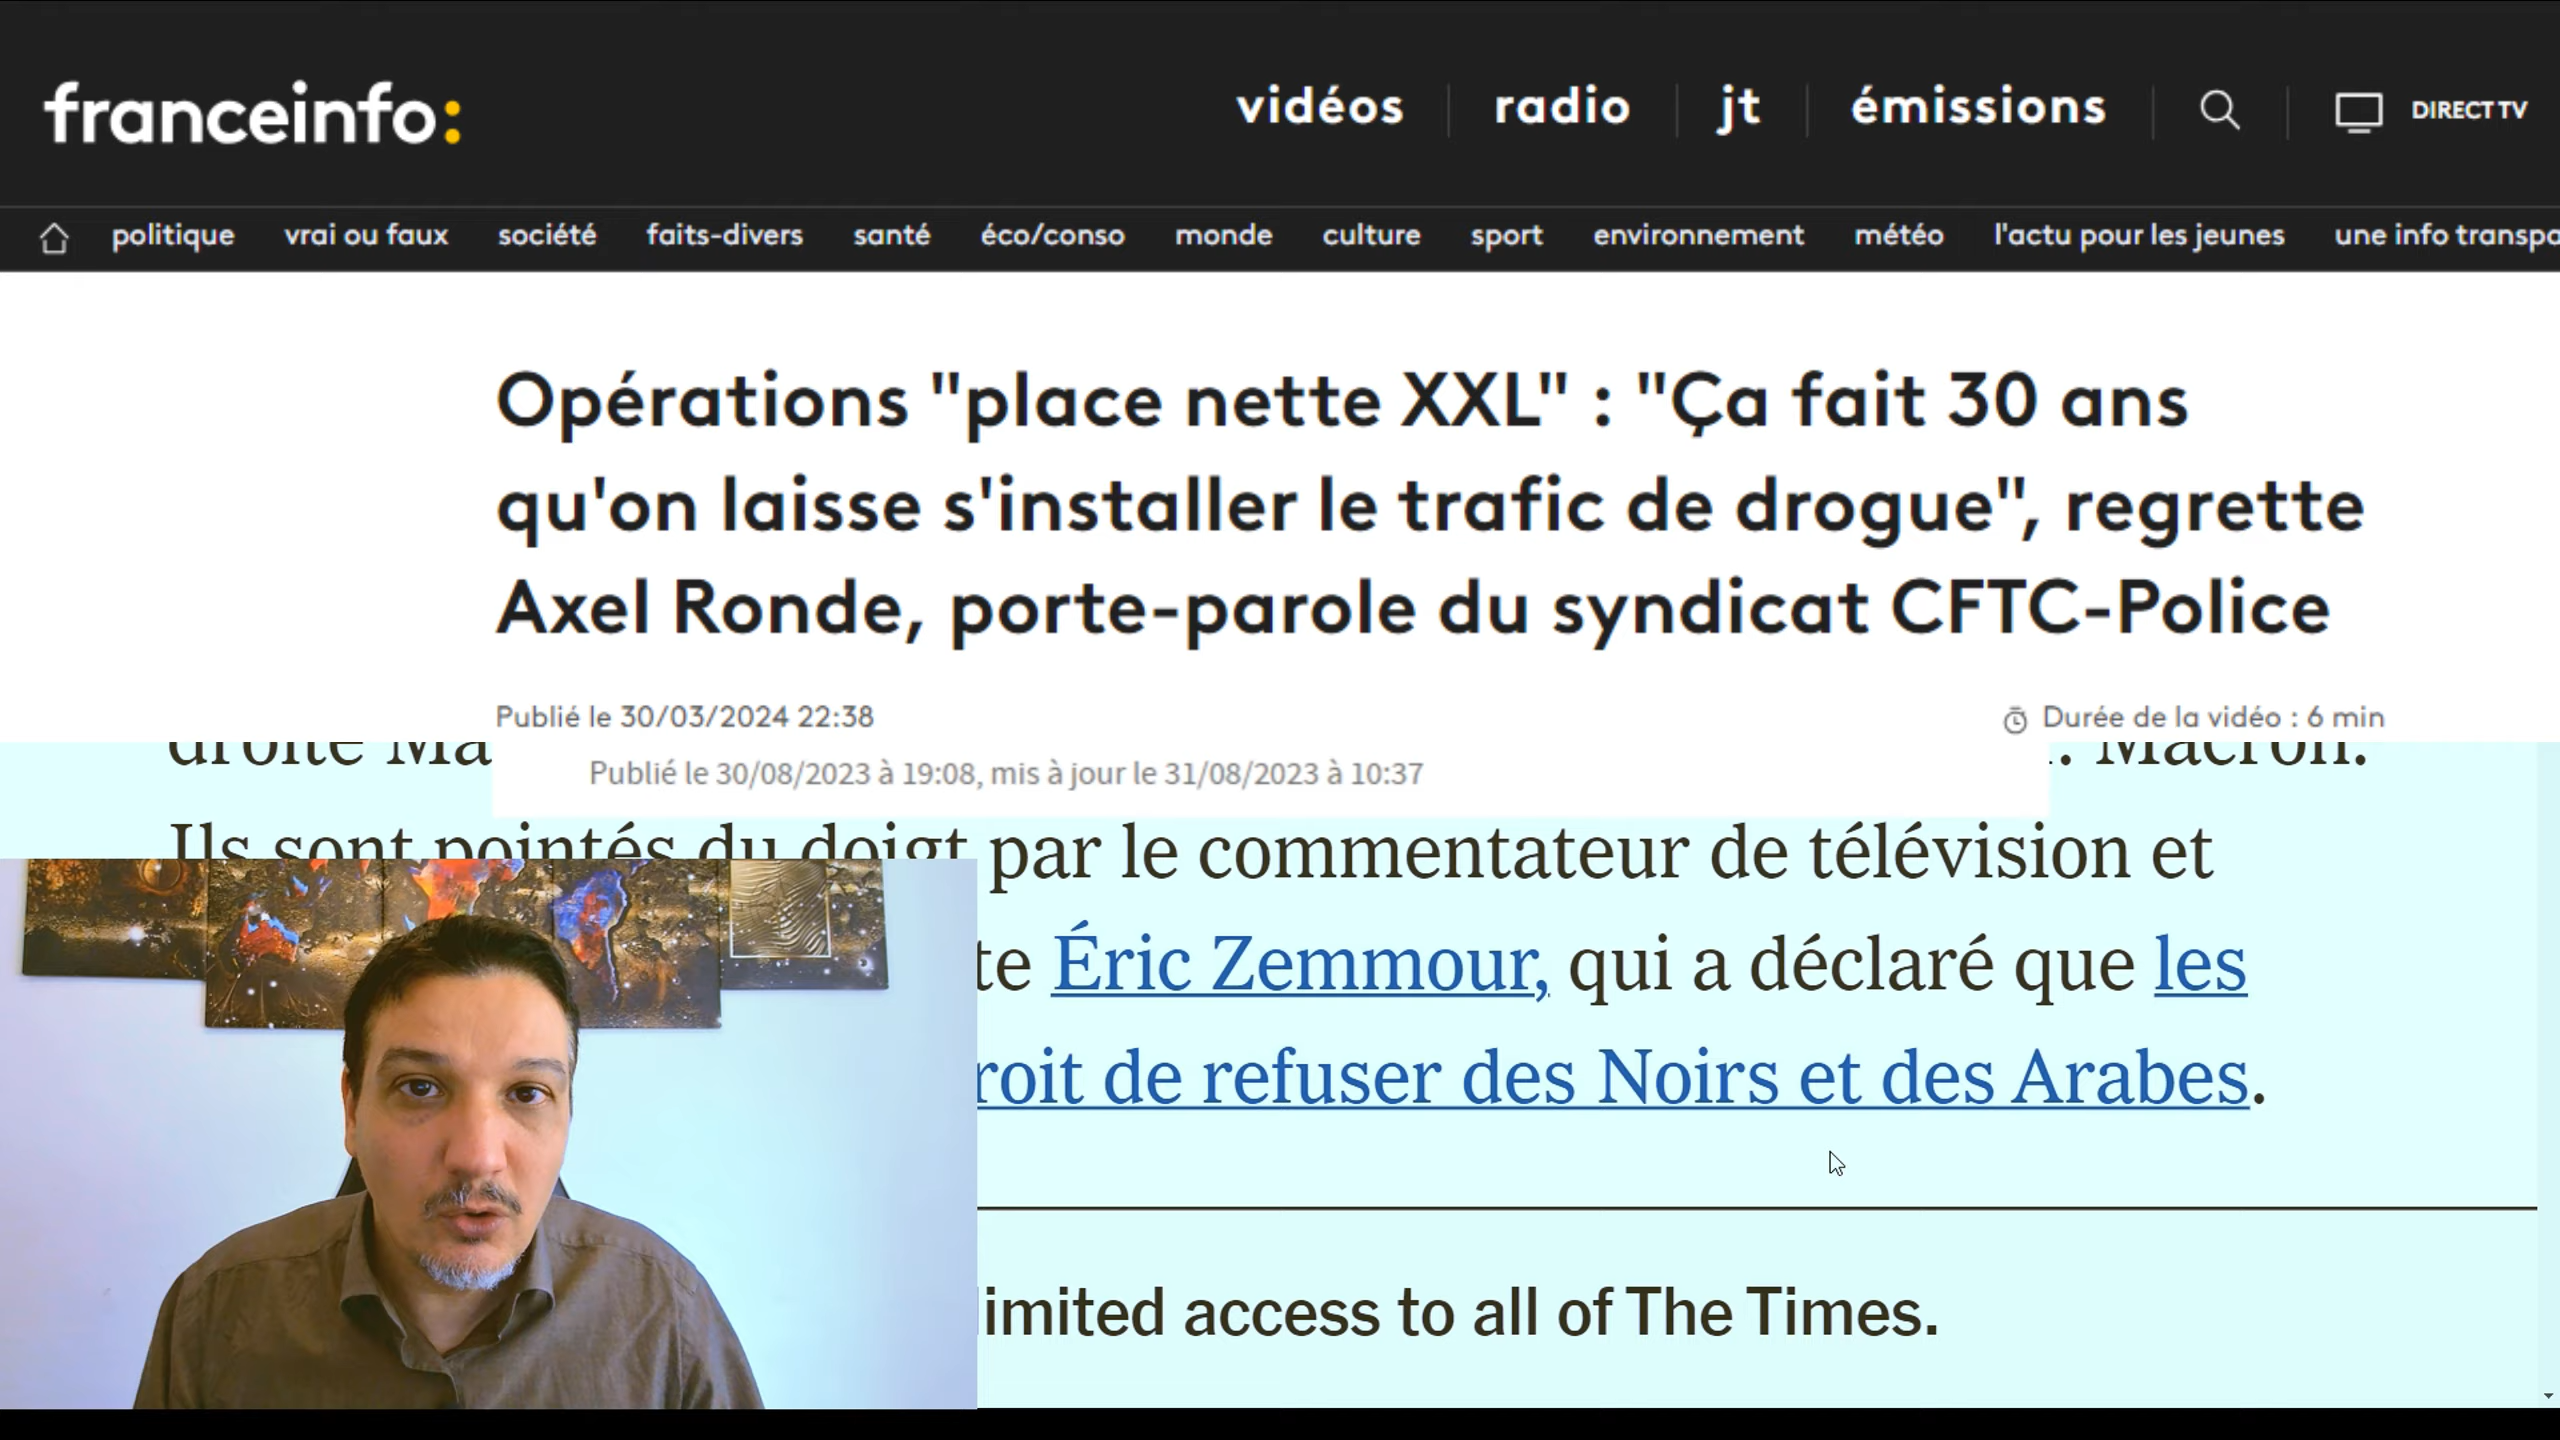 franceinfo:
vidéos radio jt émissions DIRECT TV
politique vrai ou faux société faits-divers santé éco/conso monde culture sport environnement météo l'actu pour les jeunes une info
Opérations "place nette XXL" : "Ça fait 30 ans
qu'on laisse s'installer le trafic de drogue", regrette
Axel Ronde, porte-parole du syndicat CFTC-Police
Publié le 30/03/2024 22:38
Durée de la vidéo : 6 min
droite Ma
. Macron.
Publié le 30/08/2023 à 19:08, mis à jour le 31/08/2023 à 10:37
Ils sont pointés du doigt par le commentateur de télévision et
te Éric Zemmour, qui a déclaré que les
roit de refuser des Noirs et des Arabes.
limited access to all of The Times.